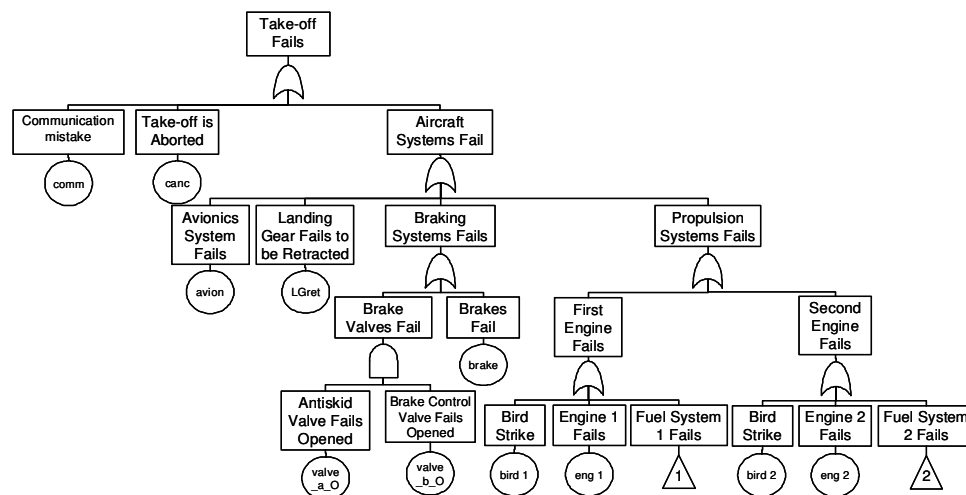 Take-off
Fails
Communication
mistake
Take-off is
Aborted
Aircraft
Systems Fail
comm
canc
Avionics
System
Fails
Landing
Gear Fails to
be Retracted
Braking
Systems Fails
Propulsion
Systems Fails
avion
LGret
Brake
Valves Fail
Brakes
Fail
First
Engine
Fails
Second
Engine
Fails
brake
Antiskid
Valve Fails
Opened
Brake Control
Valve Fails
Opened
Bird
Strike
Engine 1
Fails
Fuel System
1 Fails
Bird
Strike
Engine 2
Fails
Fuel System
2 Fails
valve
_a_O
valve
_b_O
bird 1
eng 1
1
bird 2
eng 2
2